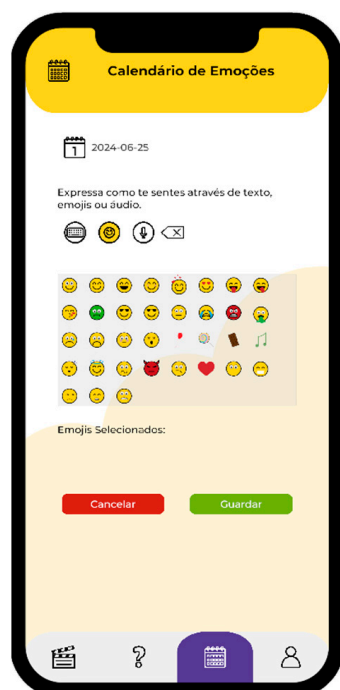 Calendário de Emoções
1
2024-06-25
Expressa como te sentes através de texto,
emojis ou áudio.
Emojis Selecionados:
Cancelar
Guardar